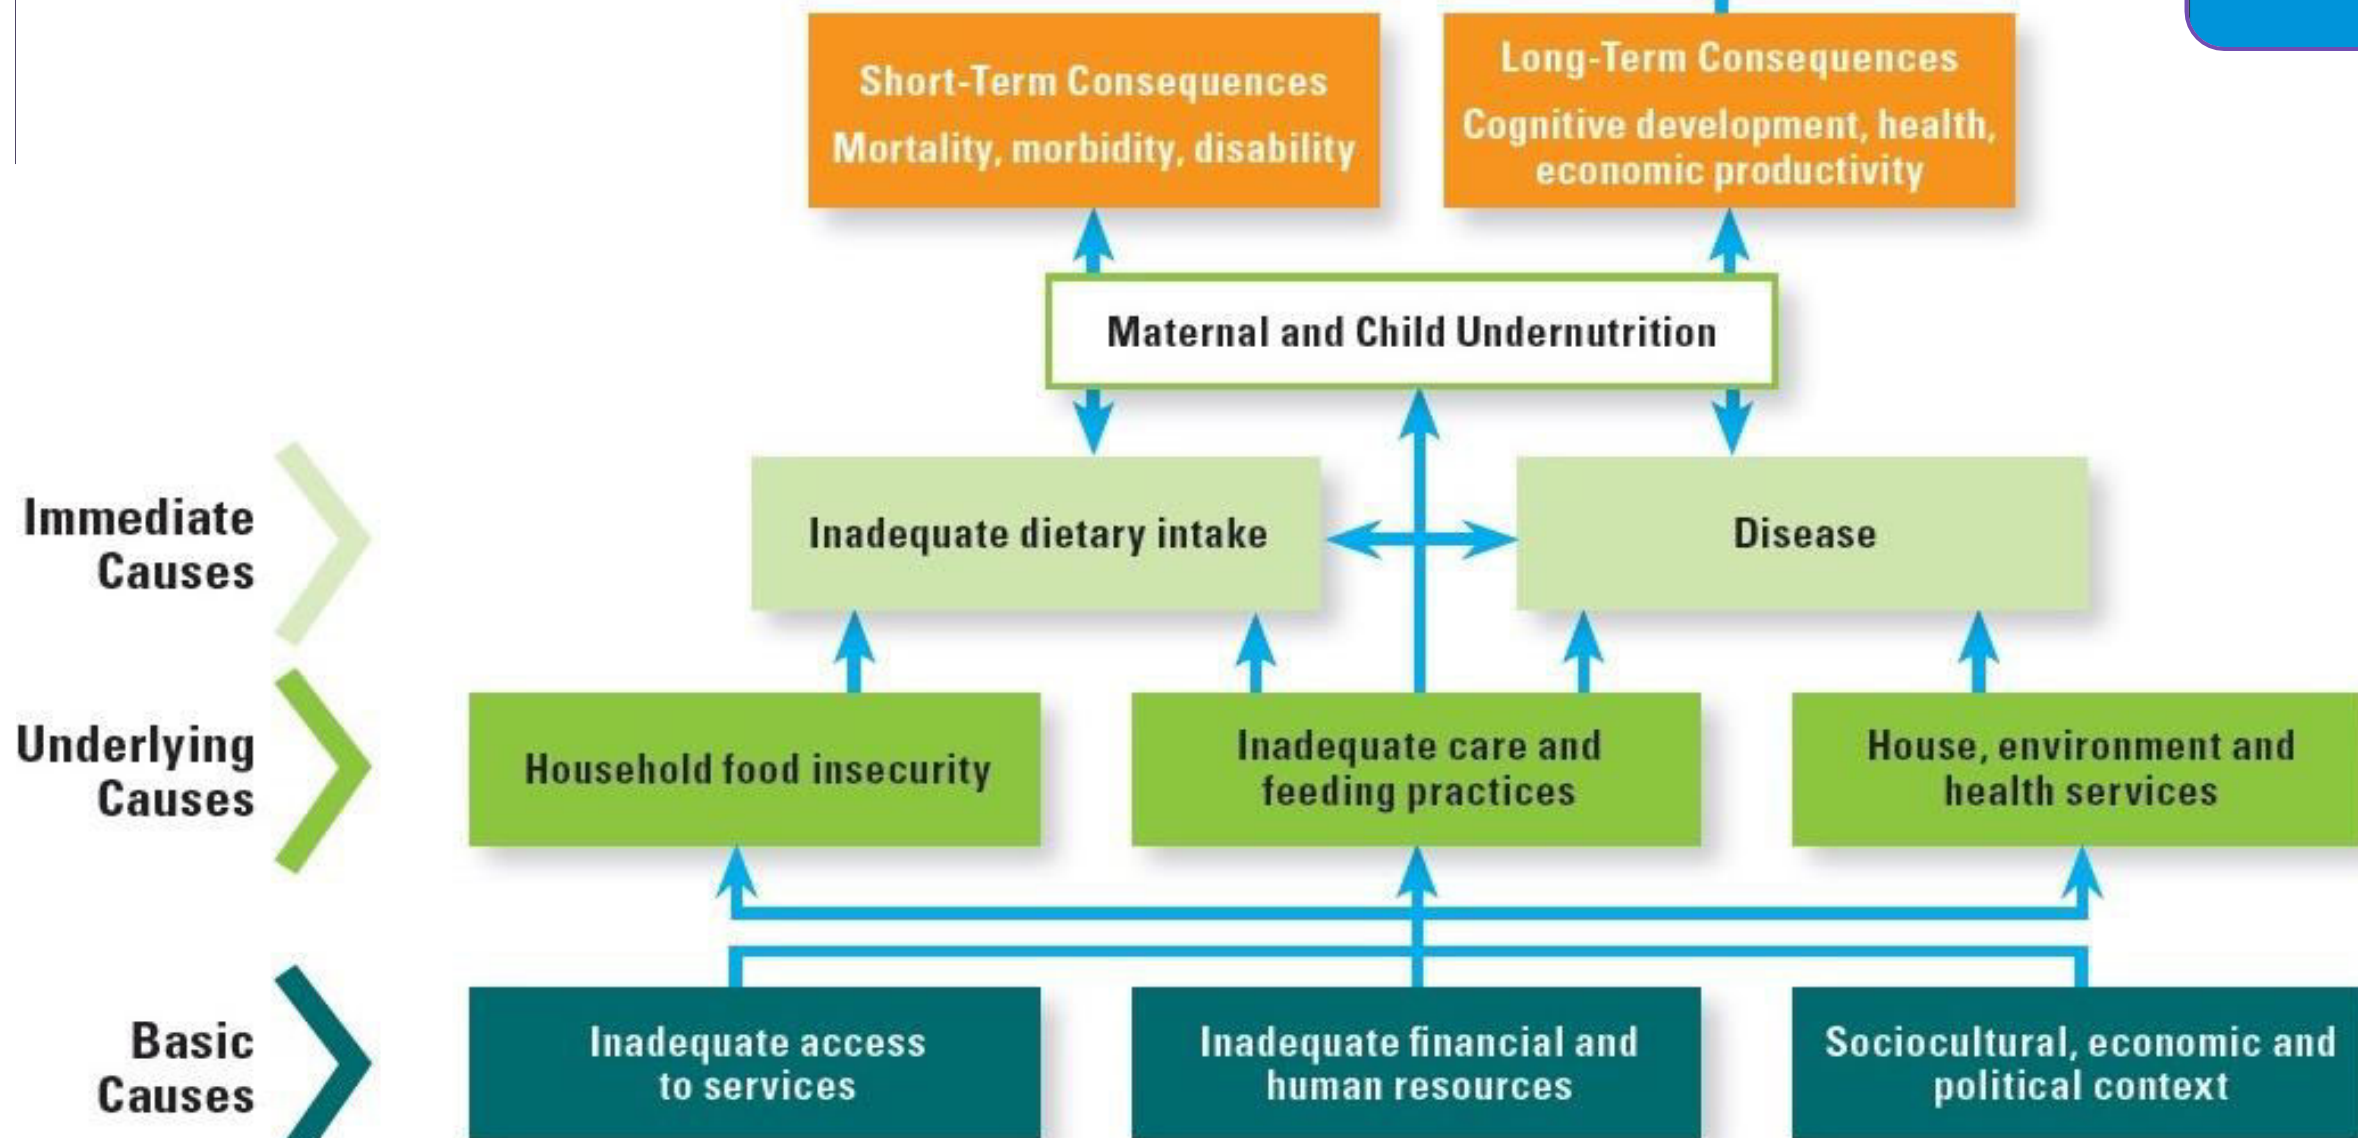 Short-Term Consequences
Mortality, morbidity, disability
Long-Term Consequences
Cognitive development, health,
economic productivity
Maternal and Child Undernutrition
Immediate
Causes
Inadequate dietary intake
Disease
Underlying
Causes
Household food insecurity
Inadequate care and
feeding practices
House, environment and
health services
Basic
Causes
Inadequate access
to services
Inadequate financial and
human resources
Sociocultural, economic and
political context